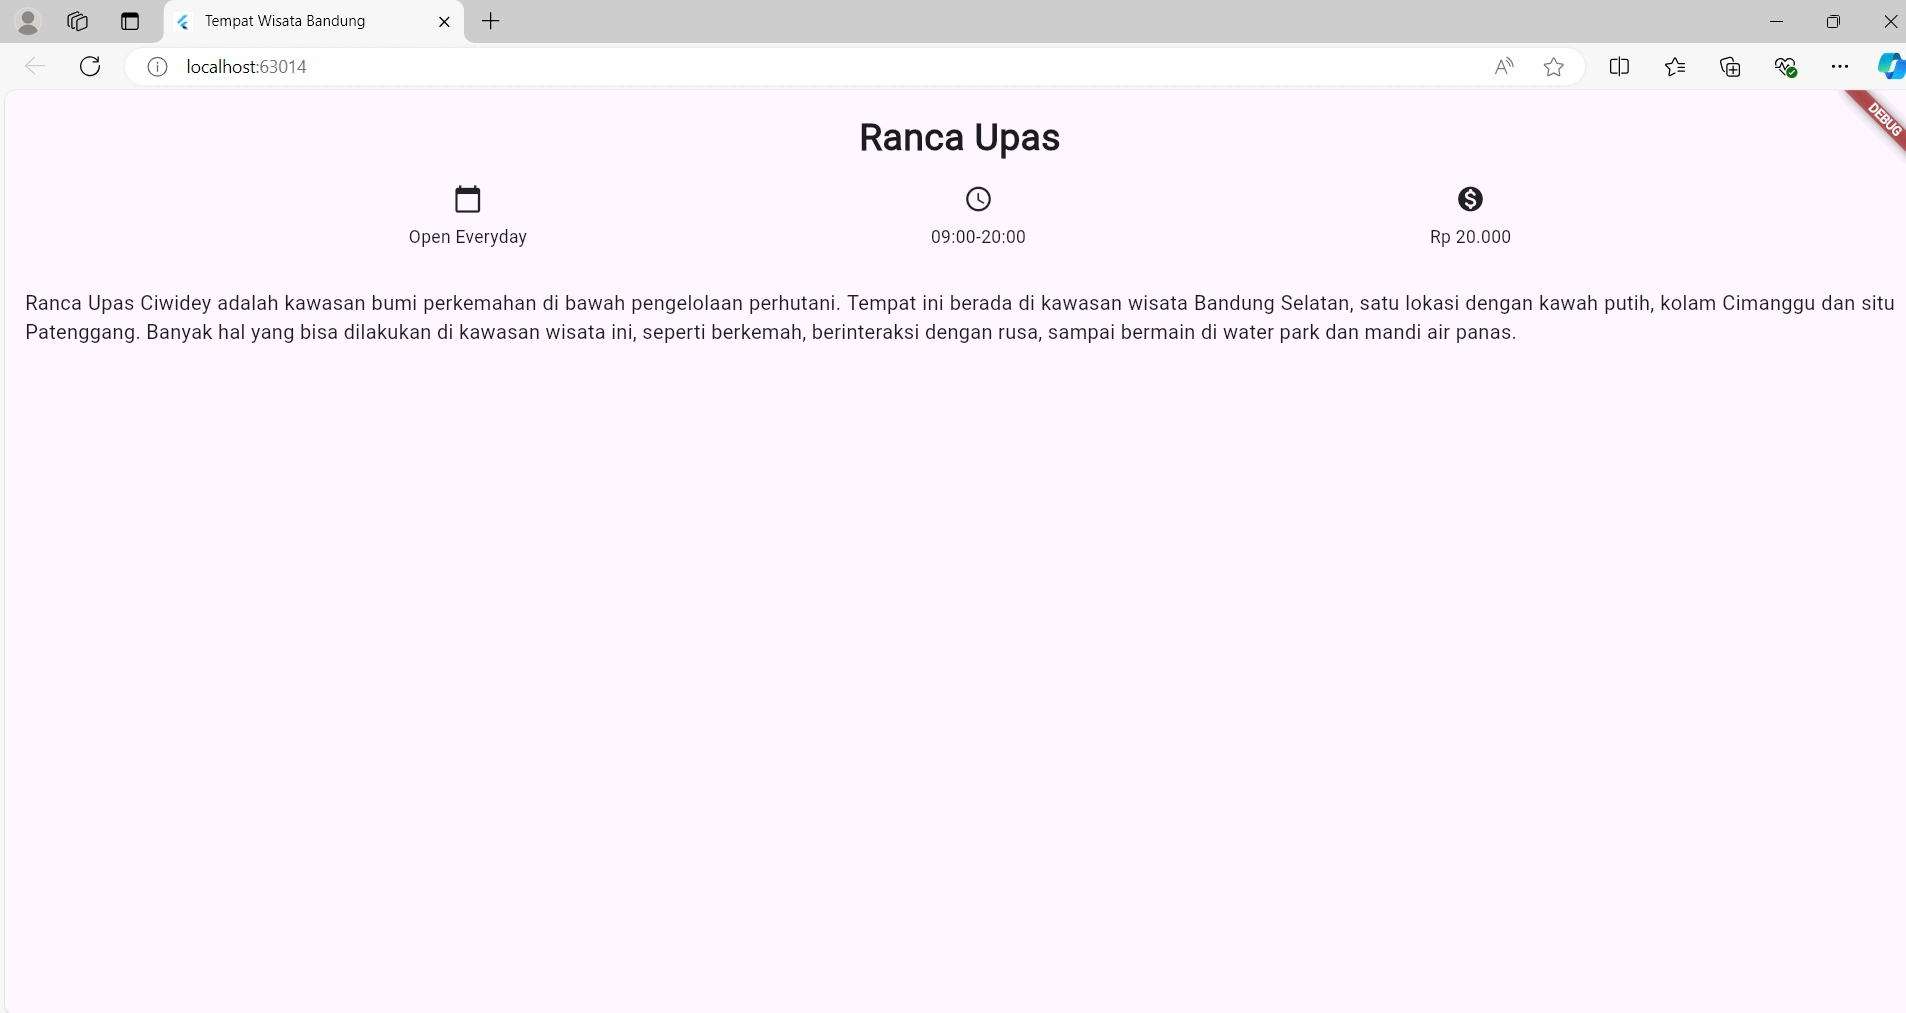 Tempat Wisata Bandung
localhost:63014
DEBUG
Ranca Upas
Open Everyday
09:00-20:00
Rp 20.000
Ranca Upas Ciwidey adalah kawasan bumi perkemahan di bawah pengelolaan perhutani. Tempat ini berada di kawasan wisata Bandung Selatan, satu lokasi dengan kawah putih, kolam Cimanggu dan situ
Patenggang. Banyak hal yang bisa dilakukan di kawasan wisata ini, seperti berkemah, berinteraksi dengan rusa, sampai bermain di water park dan mandi air panas.